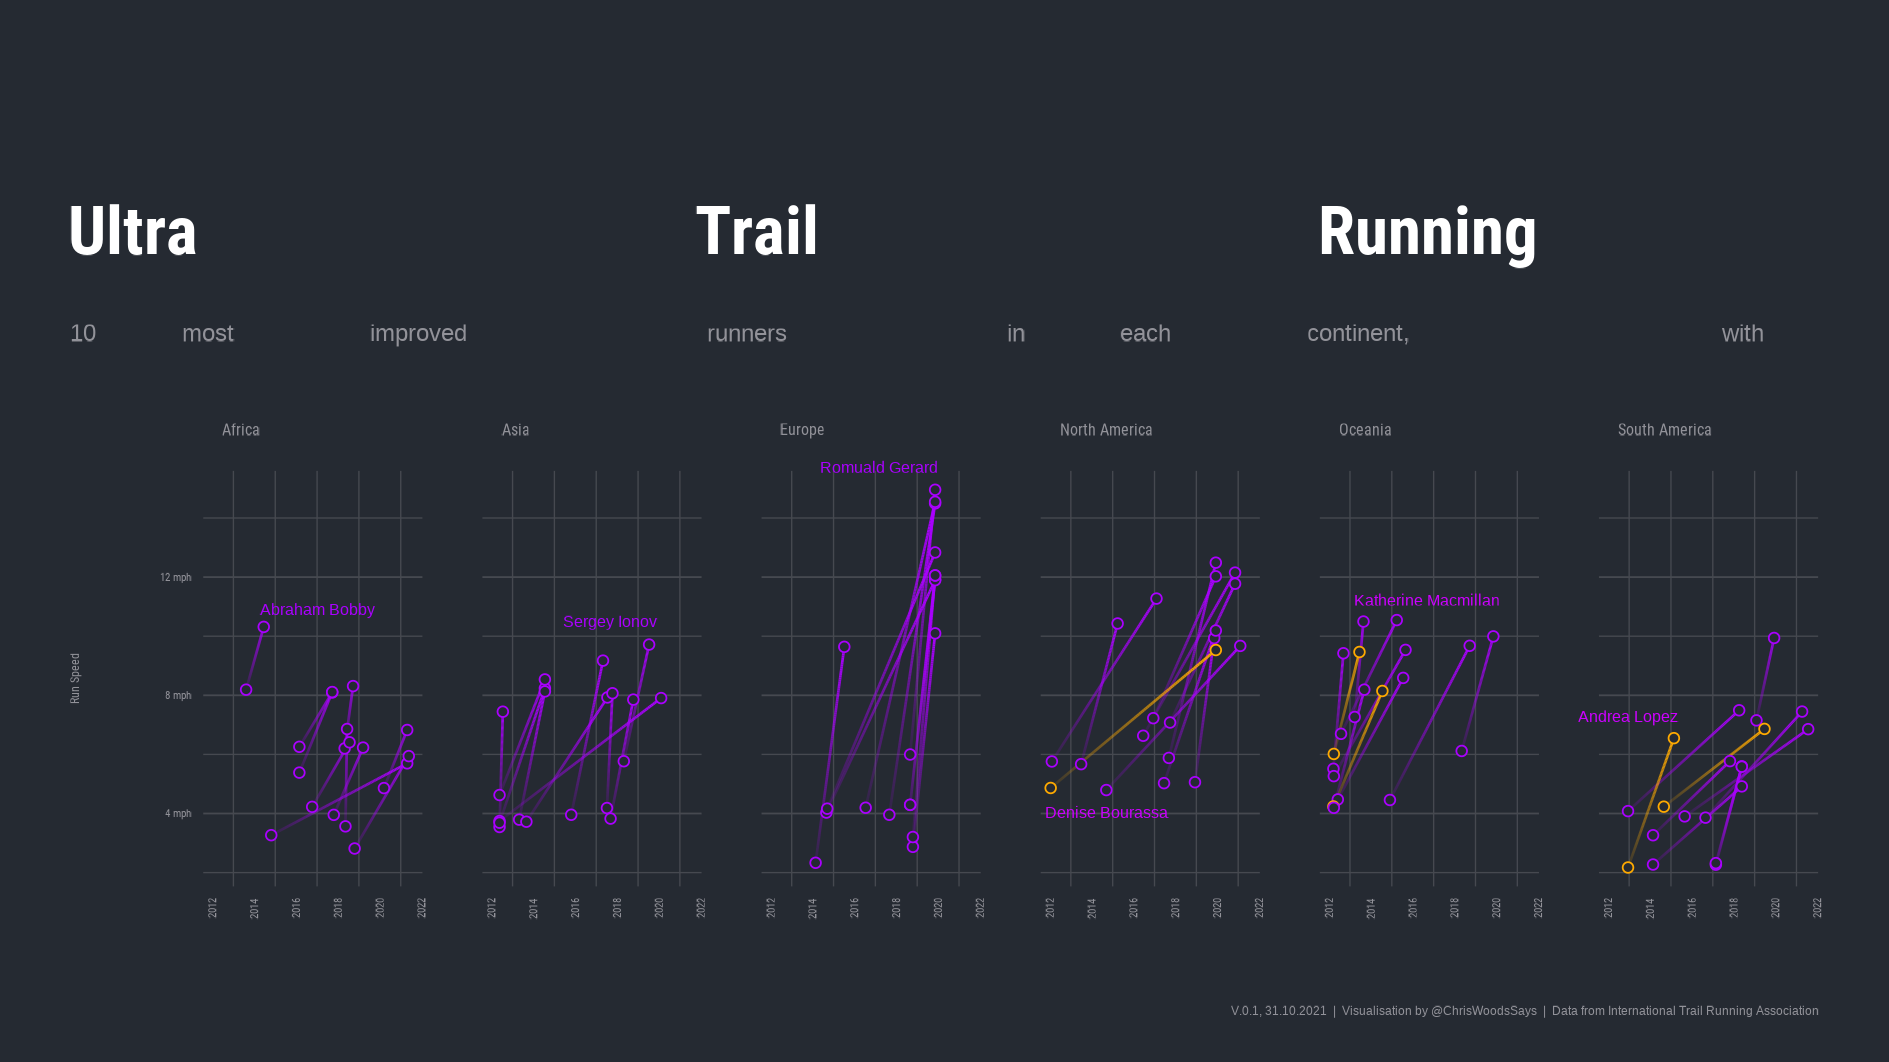 Ultra Trail Running
10 most improved runners in each continent, with
Africa Asia Europe North America Oceania South America
Romuald Gerard
12 mph
Abraham Bobby
Sergey Ionov
Katherine Macmillan
Run Speed
8 mph
Andrea Lopez
4 mph
Denise Bourassa
2012 2014 2016 2018 2020 2022 2012 2014 2016 2018 2020 2022 2012 2014 2016 2018 2020 2022 2012 2014 2016 2018 2020 2022 2012 2014 2016 2018 2020 2022 2012 2014 2016 2018 2020 2022
V.0.1, 31.10.2021 | Visualisation by @ChrisWoodsSays | Data from International Trail Running Association